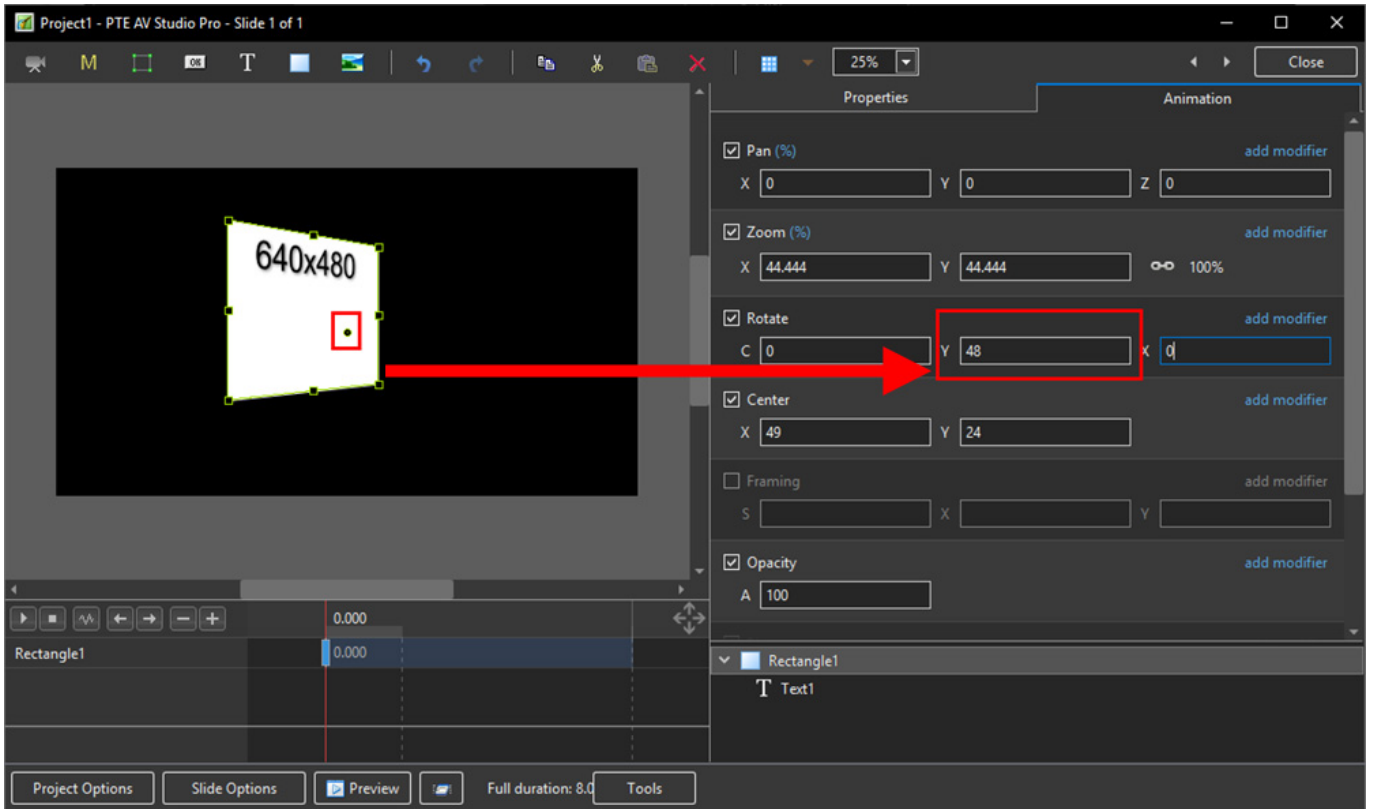 Project1 - PTE AV Studio Pro - Slide 1 of 1
M OK T 25% Close
Properties Animation
Pan (%) add modifier
X 0 Y 0 Z 0
Zoom (%) add modifier
X 44.444 Y 44.444 100%
Rotate add modifier
C 0 Y 48 X 0
Center add modifier
X 49 Y 24
Framing add modifier
S X Y
Opacity add modifier
A 100
640x480
0.000
Rectangle1 0.000
Rectangle1
T Text1
Project Options Slide Options Preview Full duration: 8.0 Tools